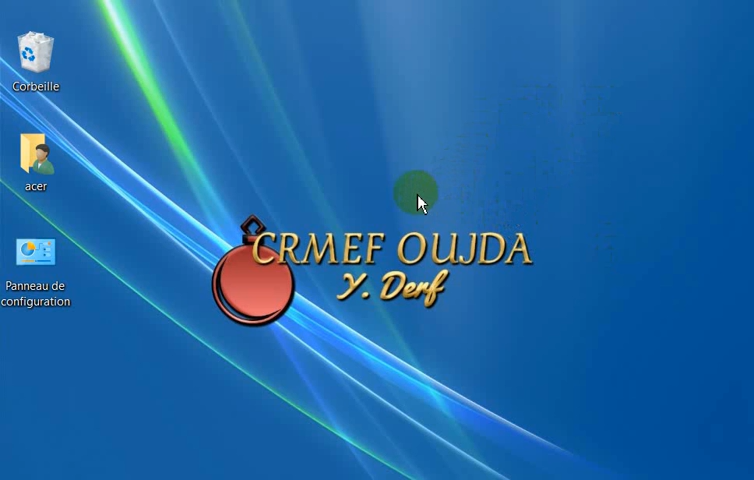 Corbeille
acer
Panneau de
configuration
CRMEF OUJDA
Y. Derf